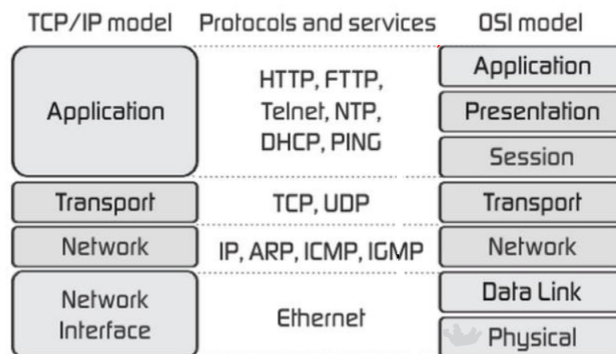 TCP/IP model
Protocols and services
OSI model
Application
HTTP, FTTP,
Telnet, NTP,
DHCP, PING
Application
Presentation
Session
Transport
TCP, UDP
Transport
Network
IP, ARP, ICMP, IGMP
Network
Network
Interface
Ethernet
Data Link
Physical